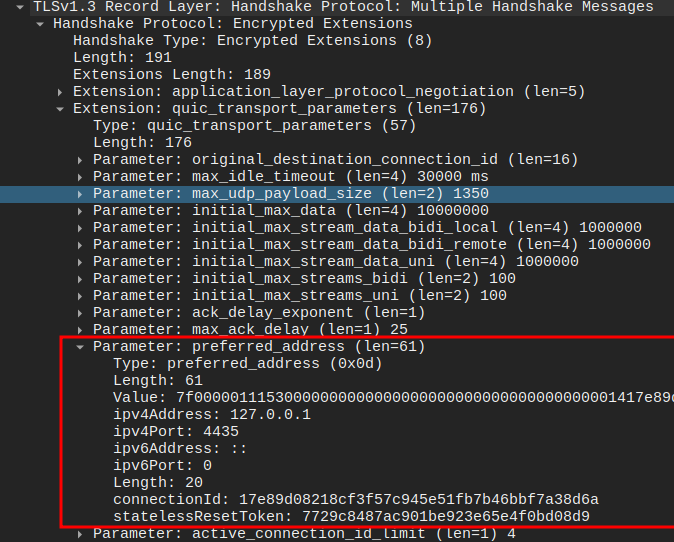 TLSv1.3 Record Layer: Handshake Protocol: Multiple Handshake Messages
Handshake Protocol: Encrypted Extensions
Handshake Type: Encrypted Extensions (8)
Length: 191
Extensions Length: 189
Extension: application_layer_protocol_negotiation (len=5)
Extension: quic_transport_parameters (len=176)
Type: quic_transport_parameters (57)
Length: 176
Parameter: original_destination_connection_id (len=16)
Parameter: max_idle_timeout (len=4) 30000 ms
Parameter: max_udp_payload_size (len=2) 1350
Parameter: initial_max_data (len=4) 10000000
Parameter: initial_max_stream_data_bidi_local (len=4) 1000000
Parameter: initial_max_stream_data_bidi_remote (len=4) 1000000
Parameter: initial_max_stream_data_uni (len=4) 1000000
Parameter: initial_max_streams_bidi (len=2) 100
Parameter: initial_max_streams_uni (len=2) 100
Parameter: ack_delay_exponent (len=1)
Parameter: max_ack_delay (len=1) 25
Parameter: preferred_address (len=61)
Type: preferred_address (0x0d)
Length: 61
Value: 7f00000111530000000000000000000000000000000000001417e89d
ipv4Address: 127.0.0.1
ipv4Port: 4435
ipv6Address: ::
ipv6Port: 0
Length: 20
connectionId: 17e89d08218cf3f57c945e51fb7b46bbf7a38d6a
statelessResetToken: 7729c8487ac901be923e65e4f0bd08d9
Parameter: active_connection_id_limit (len=1) 4